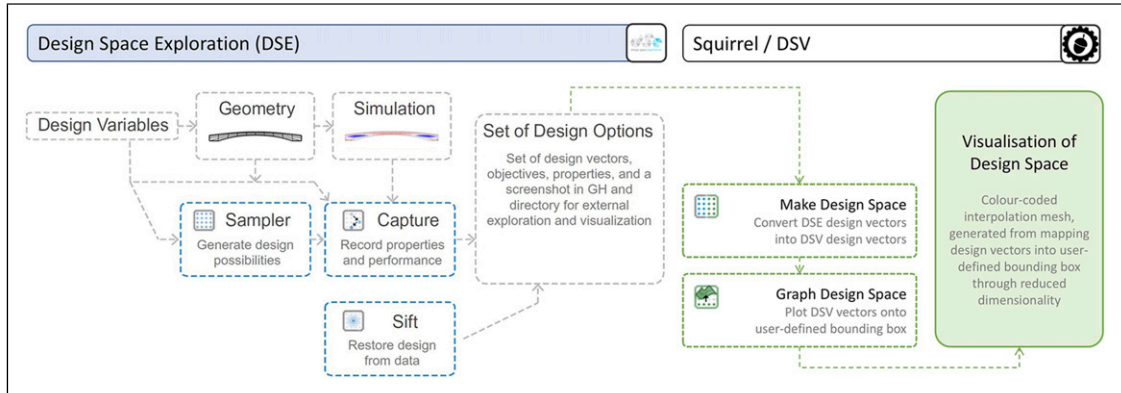 Design Space Exploration (DSE)
Squirrel / DSV
Design Variables
Geometry
Simulation
Sampler
Generate design
possibilities
Capture
Record properties
and performance
Sift
Restore design
from data
Set of Design Options
Set of design vectors,
objectives, properties, and a
screenshot in GH and
directory for external
exploration and visualization
Make Design Space
Convert DSE design vectors
into DSV design vectors
Graph Design Space
Plot DSV vectors onto
user-defined bounding box
Visualisation of
Design Space
Colour-coded
interpolation mesh,
generated from mapping
design vectors into user-
defined bounding box
through reduced
dimensionality